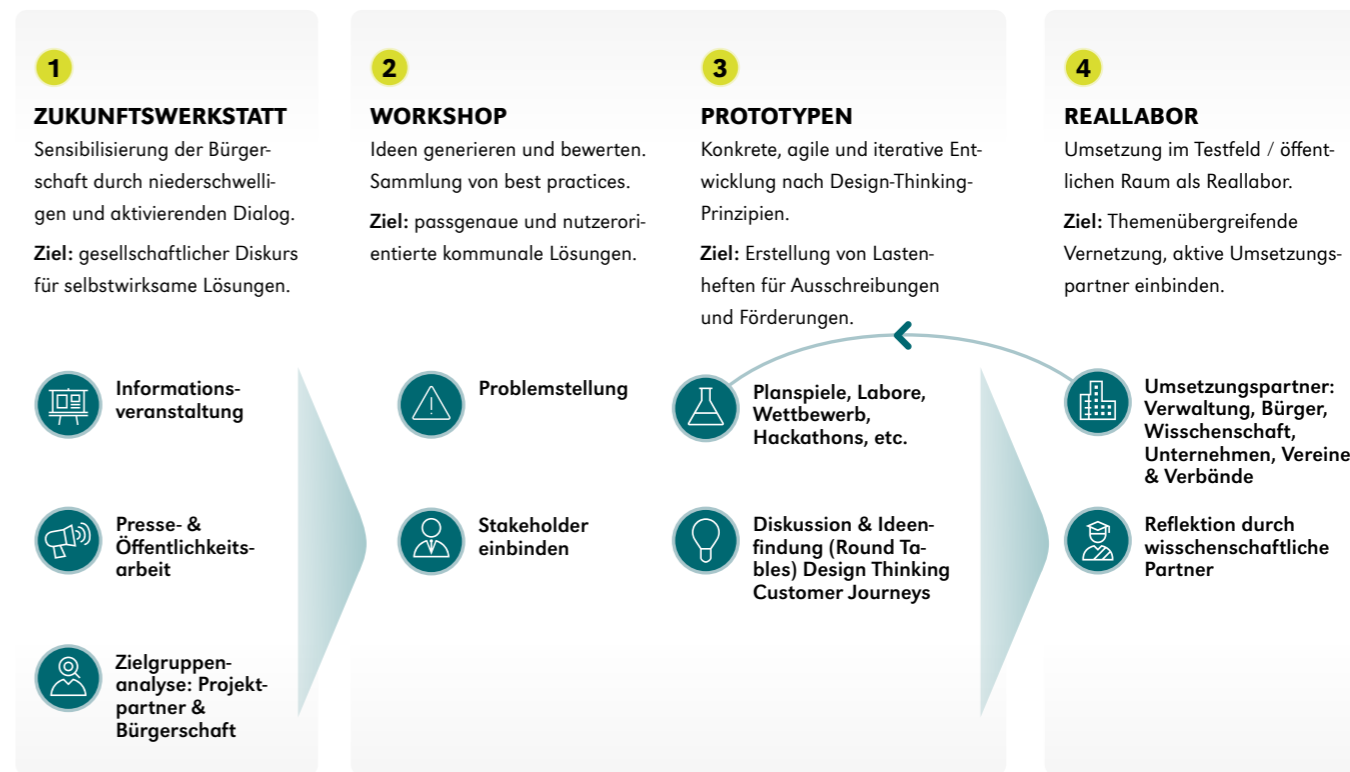 1
ZUKUNFTSWERKSTATT
Sensibilisierung der Bürger-
schaft durch niederschwelli-
gen und aktivierenden Dialog.
Ziel: gesellschaftlicher Diskurs
für selbstwirksame Lösungen.
Informations-
veranstaltung
Presse- &
Öffentlichkeits-
arbeit
Zielgruppen-
analyse: Projekt-
partner &
Bürgerschaft
2
WORKSHOP
Ideen generieren und bewerten.
Sammlung von best practices.
Ziel: passgenaue und nutzerori-
entierte kommunale Lösungen.
Problemstellung
Stakeholder
einbinden
3
PROTOTYPEN
Konkrete, agile und iterative Ent-
wicklung nach Design-Thinking-
Prinzipien.
Ziel: Erstellung von Lasten-
heften für Ausschreibungen
und Förderungen.
Planspiele, Labore,
Wettbewerb,
Hackathons, etc.
Diskussion & Ideen-
findung (Round Ta-
bles) Design Thinking
Customer Journeys
4
REALLABOR
Umsetzung im Testfeld / öffent-
lichen Raum als Reallabor.
Ziel: Themenübergreifende
Vernetzung, aktive Umsetzungs-
partner einbinden.
Umsetzungspartner:
Verwaltung, Bürger,
Wisschenschaft,
Unternehmen, Vereine
& Verbände
Reflektion durch
wisschenschaftliche
Partner